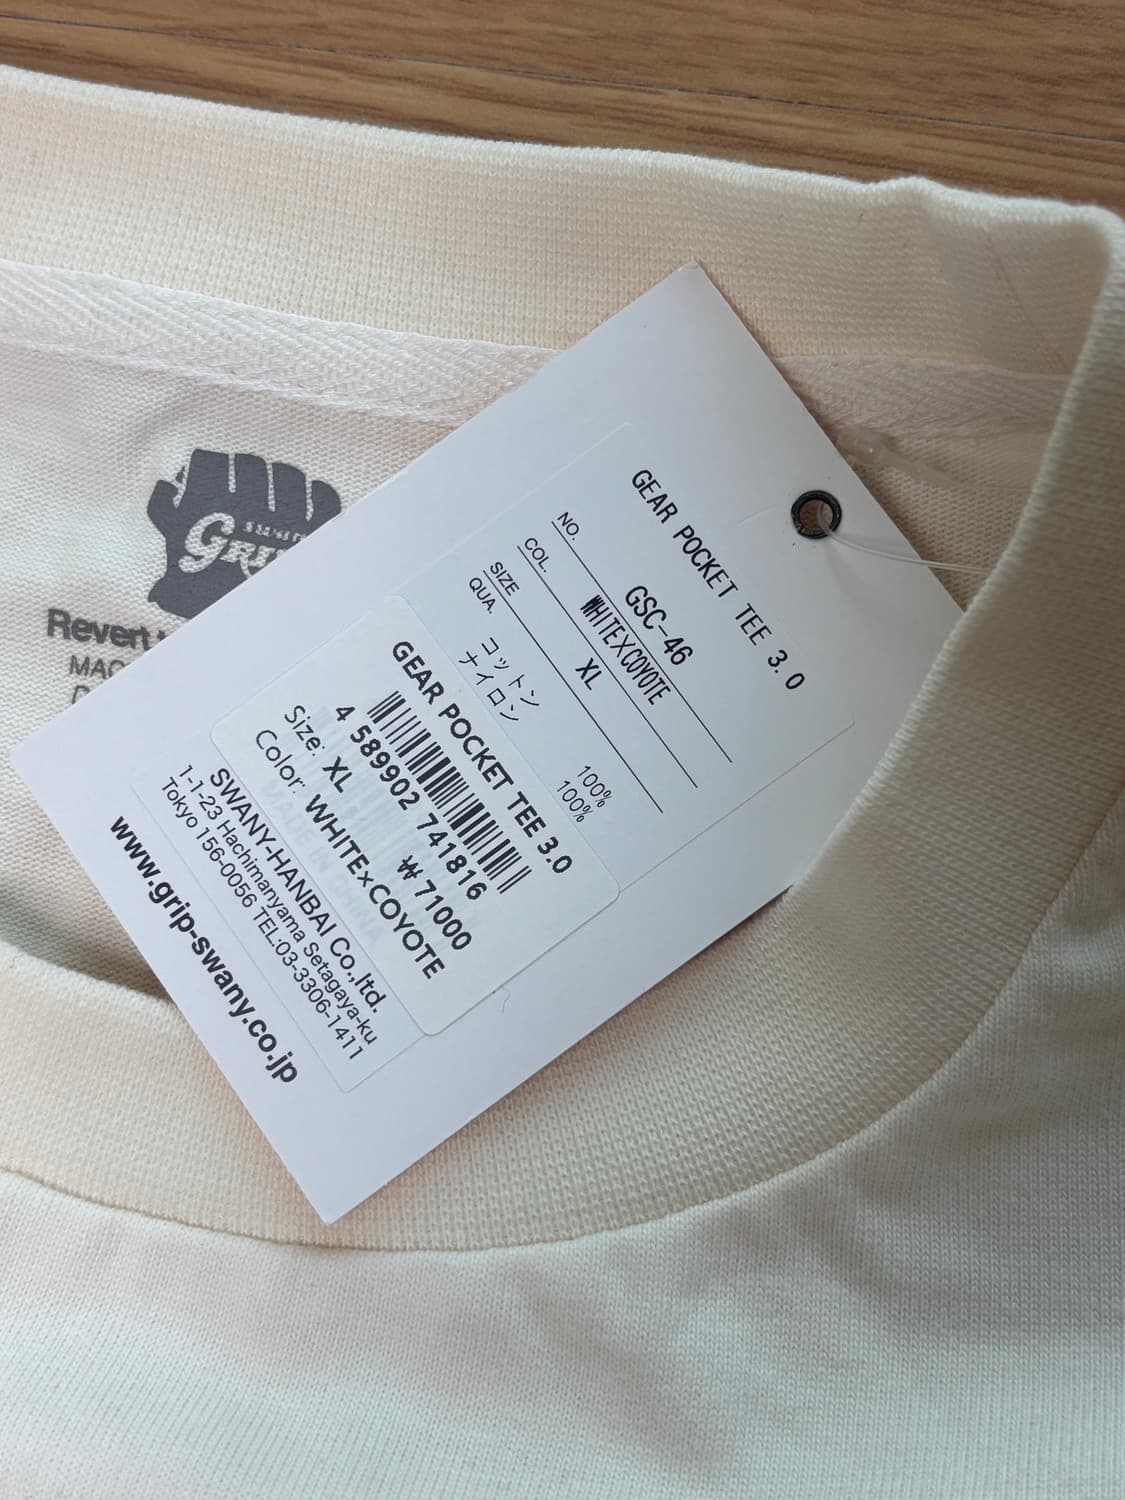 GEAR POCKET TEE 3.0
NO. GSC-46
COL. WHITE×COYOTE
SIZE XL
QUA. コットン 100%
ナイロン 100%
GEAR POCKET TEE 3.0
4 589902 741816
Size: XL ₩71000
Color: WHITE×COYOTE
MADE IN CHINA
SWANY-HANBAI Co.,ltd.
1-1-23 Hachimanyama Setagaya-ku
Tokyo 156-0056 TEL:03-3306-1411
www.grip-swany.co.jp
Revert